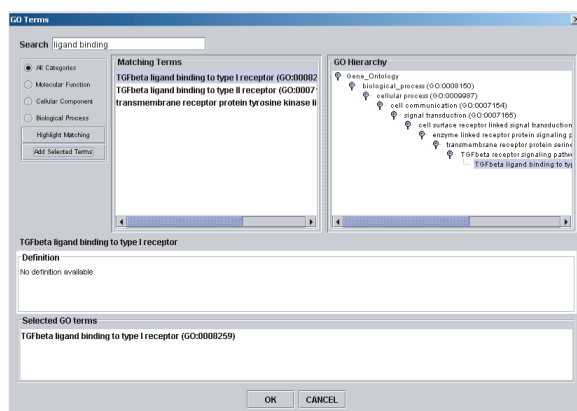 GO Terms
Search ligand binding
All Categories
Molecular Function
Cellular Component
Biological Process
Highlight Matching
Add Selected Terms
Matching Terms
TGFbeta ligand binding to type I receptor (GO:00082
TGFbeta ligand binding to type II receptor (GO:0007
transmembrane receptor protein tyrosine kinase li
GO Hierarchy
Gene_Ontology
biological_process (GO:0008150)
cellular process (GO:0009987)
cell communication (GO:0007154)
signal transduction (GO:0007165)
cell surface receptor linked signal transduction
enzyme linked receptor protein signaling p
transmembrane receptor protein serine
TGFbeta receptor signaling pathw
TGFbeta ligand binding to typ
TGFbeta ligand binding to type I receptor
Definition
No definition available
Selected GO terms
TGFbeta ligand binding to type I receptor (GO:0008259)
OK
CANCEL